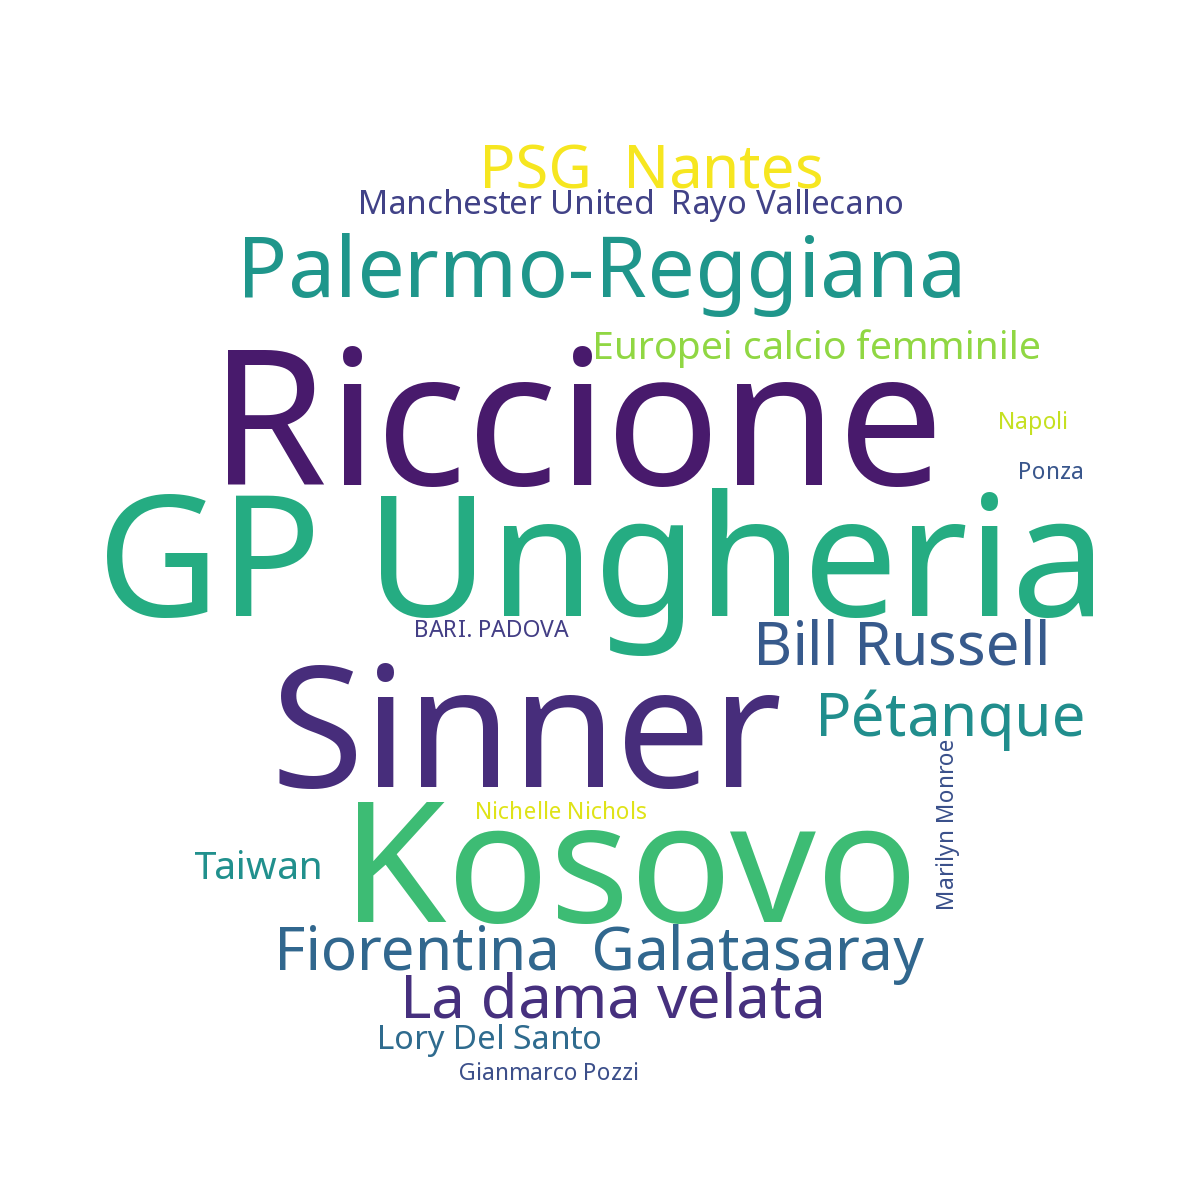 PSG  Nantes
Manchester United  Rayo Vallecano
Palermo-Reggiana
Europei calcio femminile
Riccione
Napoli
Ponza
GP Ungheria
BARI. PADOVA
Bill Russell
Sinner
Pétanque
Marilyn Monroe
Nichelle Nichols
Kosovo
Taiwan
Fiorentina  Galatasaray
La dama velata
Lory Del Santo
Gianmarco Pozzi